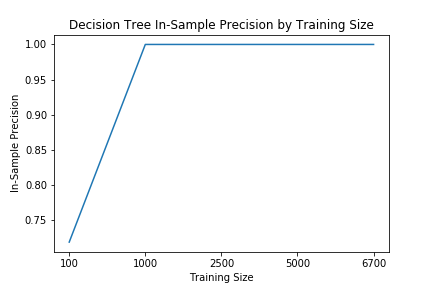 Decision Tree In-Sample Precision by Training Size
1.00
0.95
0.90
0.85
0.80
0.75
In-Sample Precision
100 1000 2500 5000 6700
Training Size